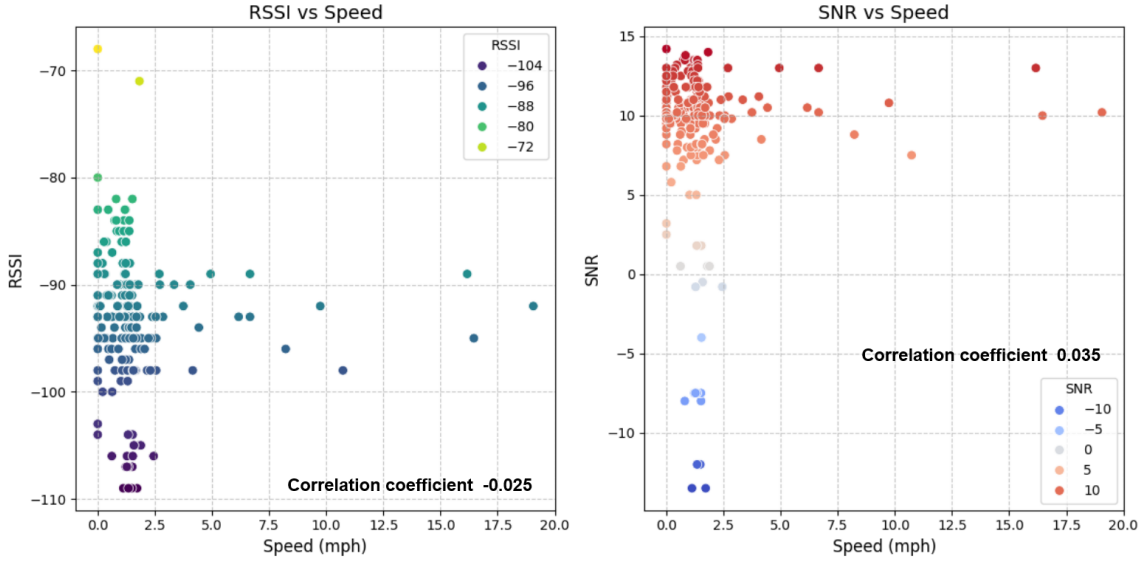 RSSI vs Speed
RSSI
−104
−96
−88
−80
−72
−70
−80
−90
−100
−110
RSSI
Correlation coefficient -0.025
0.0 2.5 5.0 7.5 10.0 12.5 15.0 17.5 20.0
Speed (mph)
SNR vs Speed
15
10
5
0
−5
−10
SNR
Correlation coefficient 0.035
SNR
−10
−5
0
5
10
0.0 2.5 5.0 7.5 10.0 12.5 15.0 17.5 20.0
Speed (mph)